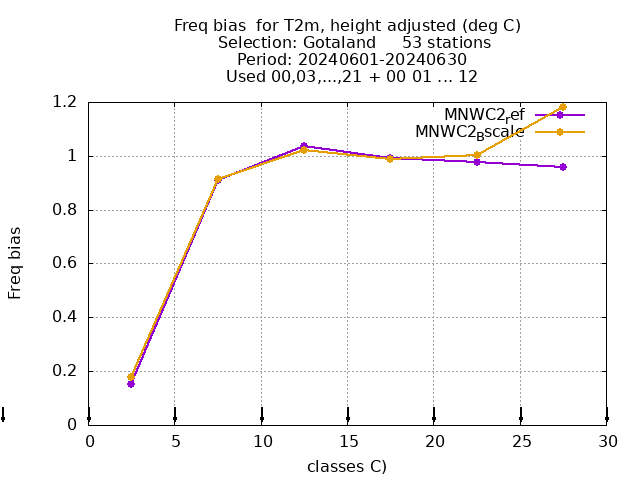 Freq bias  for T2m, height adjusted (deg C)
Selection: Gotaland     53 stations
Period: 20240601-20240630
Used 00,03,...,21 + 00 01 ... 12
MNWC2ref
MNWC2Bscale
1.2
1
0.8
0.6
0.4
0.2
0
Freq bias
0 5 10 15 20 25 30
classes C)